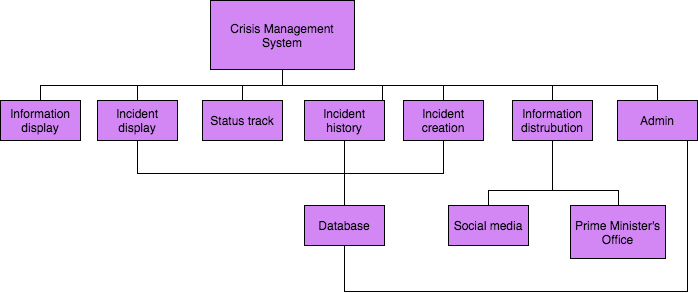 Crisis Management
System
Information
display
Incident
display
Status track
Incident
history
Incident
creation
Information
distrubution
Admin
Database
Social media
Prime Minister's
Office